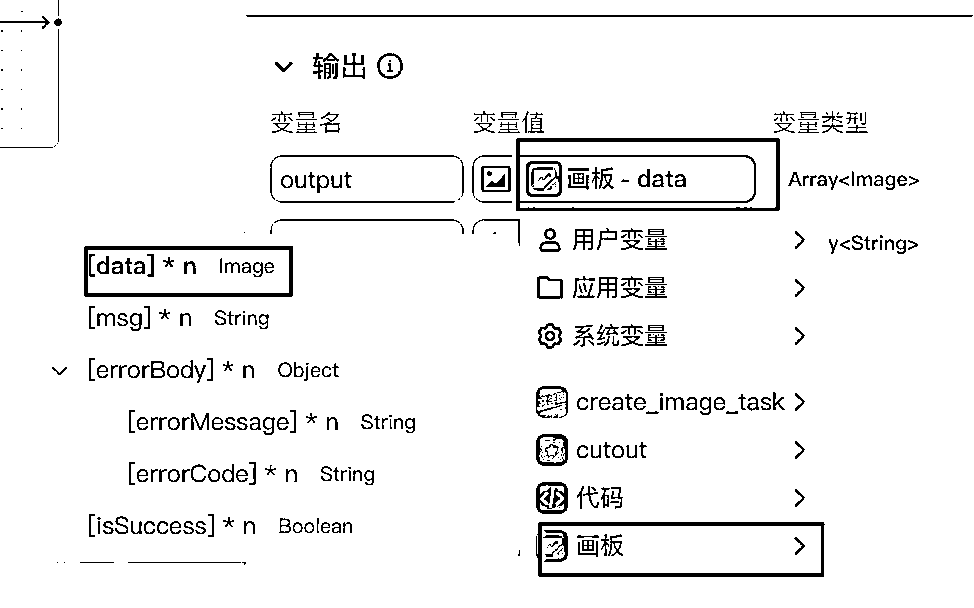 输出
变量名 变量值 变量类型
output 画板 - data Array<Image>
用户变量 y<String>
[data] * n Image
应用变量
[msg] * n String
系统变量
[errorBody] * n Object
create_image_task
[errorMessage] * n String
cutout
[errorCode] * n String
代码
[isSuccess] * n Boolean
画板